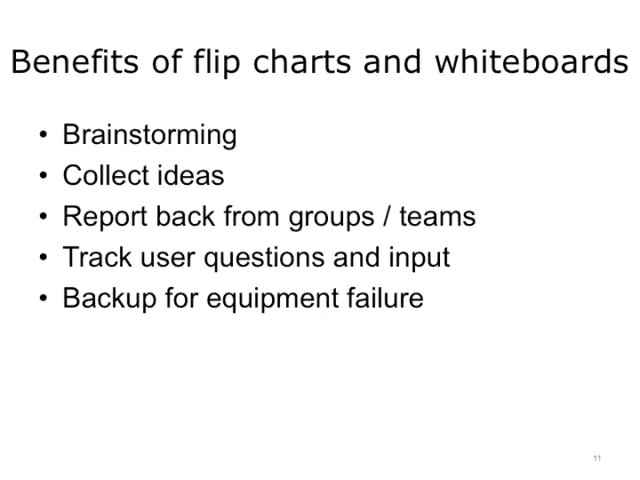 Benefits of flip charts and whiteboards
• Brainstorming
• Collect ideas
• Report back from groups / teams
• Track user questions and input
• Backup for equipment failure
11